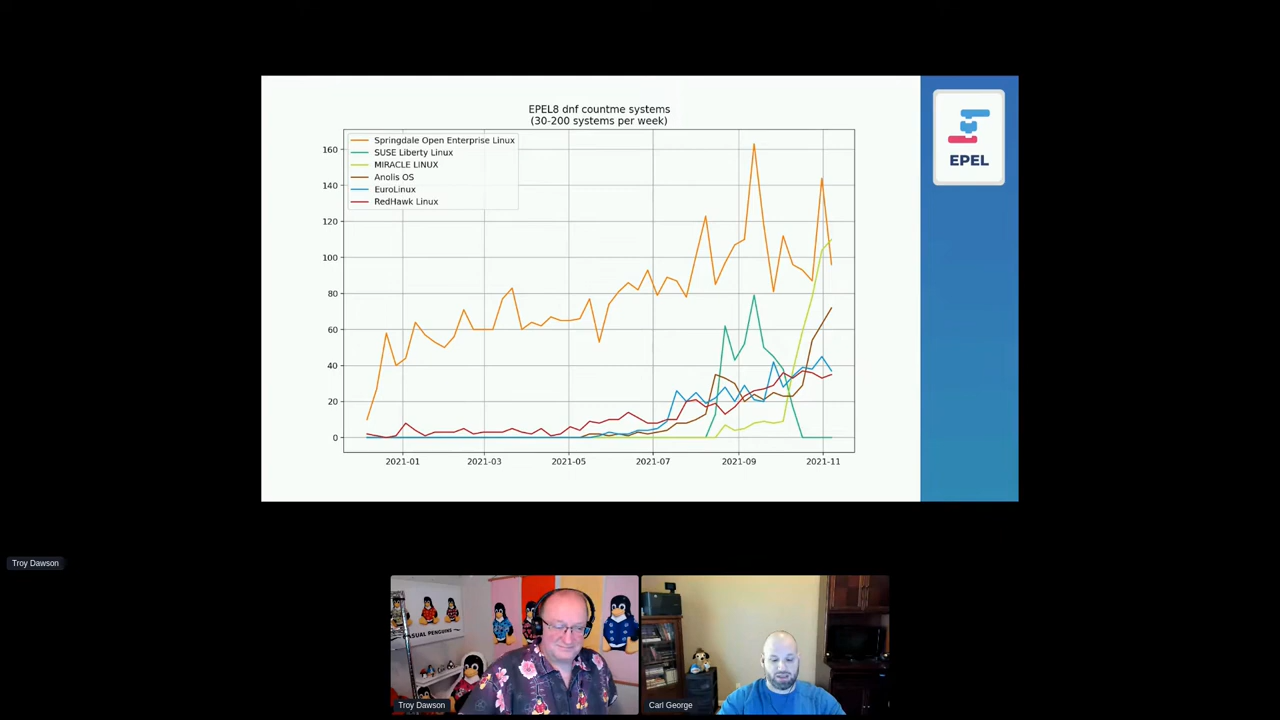 EPEL8 dnf countme systems
(30-200 systems per week)
Springdale Open Enterprise Linux
SUSE Liberty Linux
MIRACLE LINUX
Anolis OS
EuroLinux
RedHawk Linux
160
140
120
100
80
60
40
20
0
2021-01
2021-03
2021-05
2021-07
2021-09
2021-11
EPEL
Troy Dawson
SUAL PENGUINS
Troy Dawson
Carl George